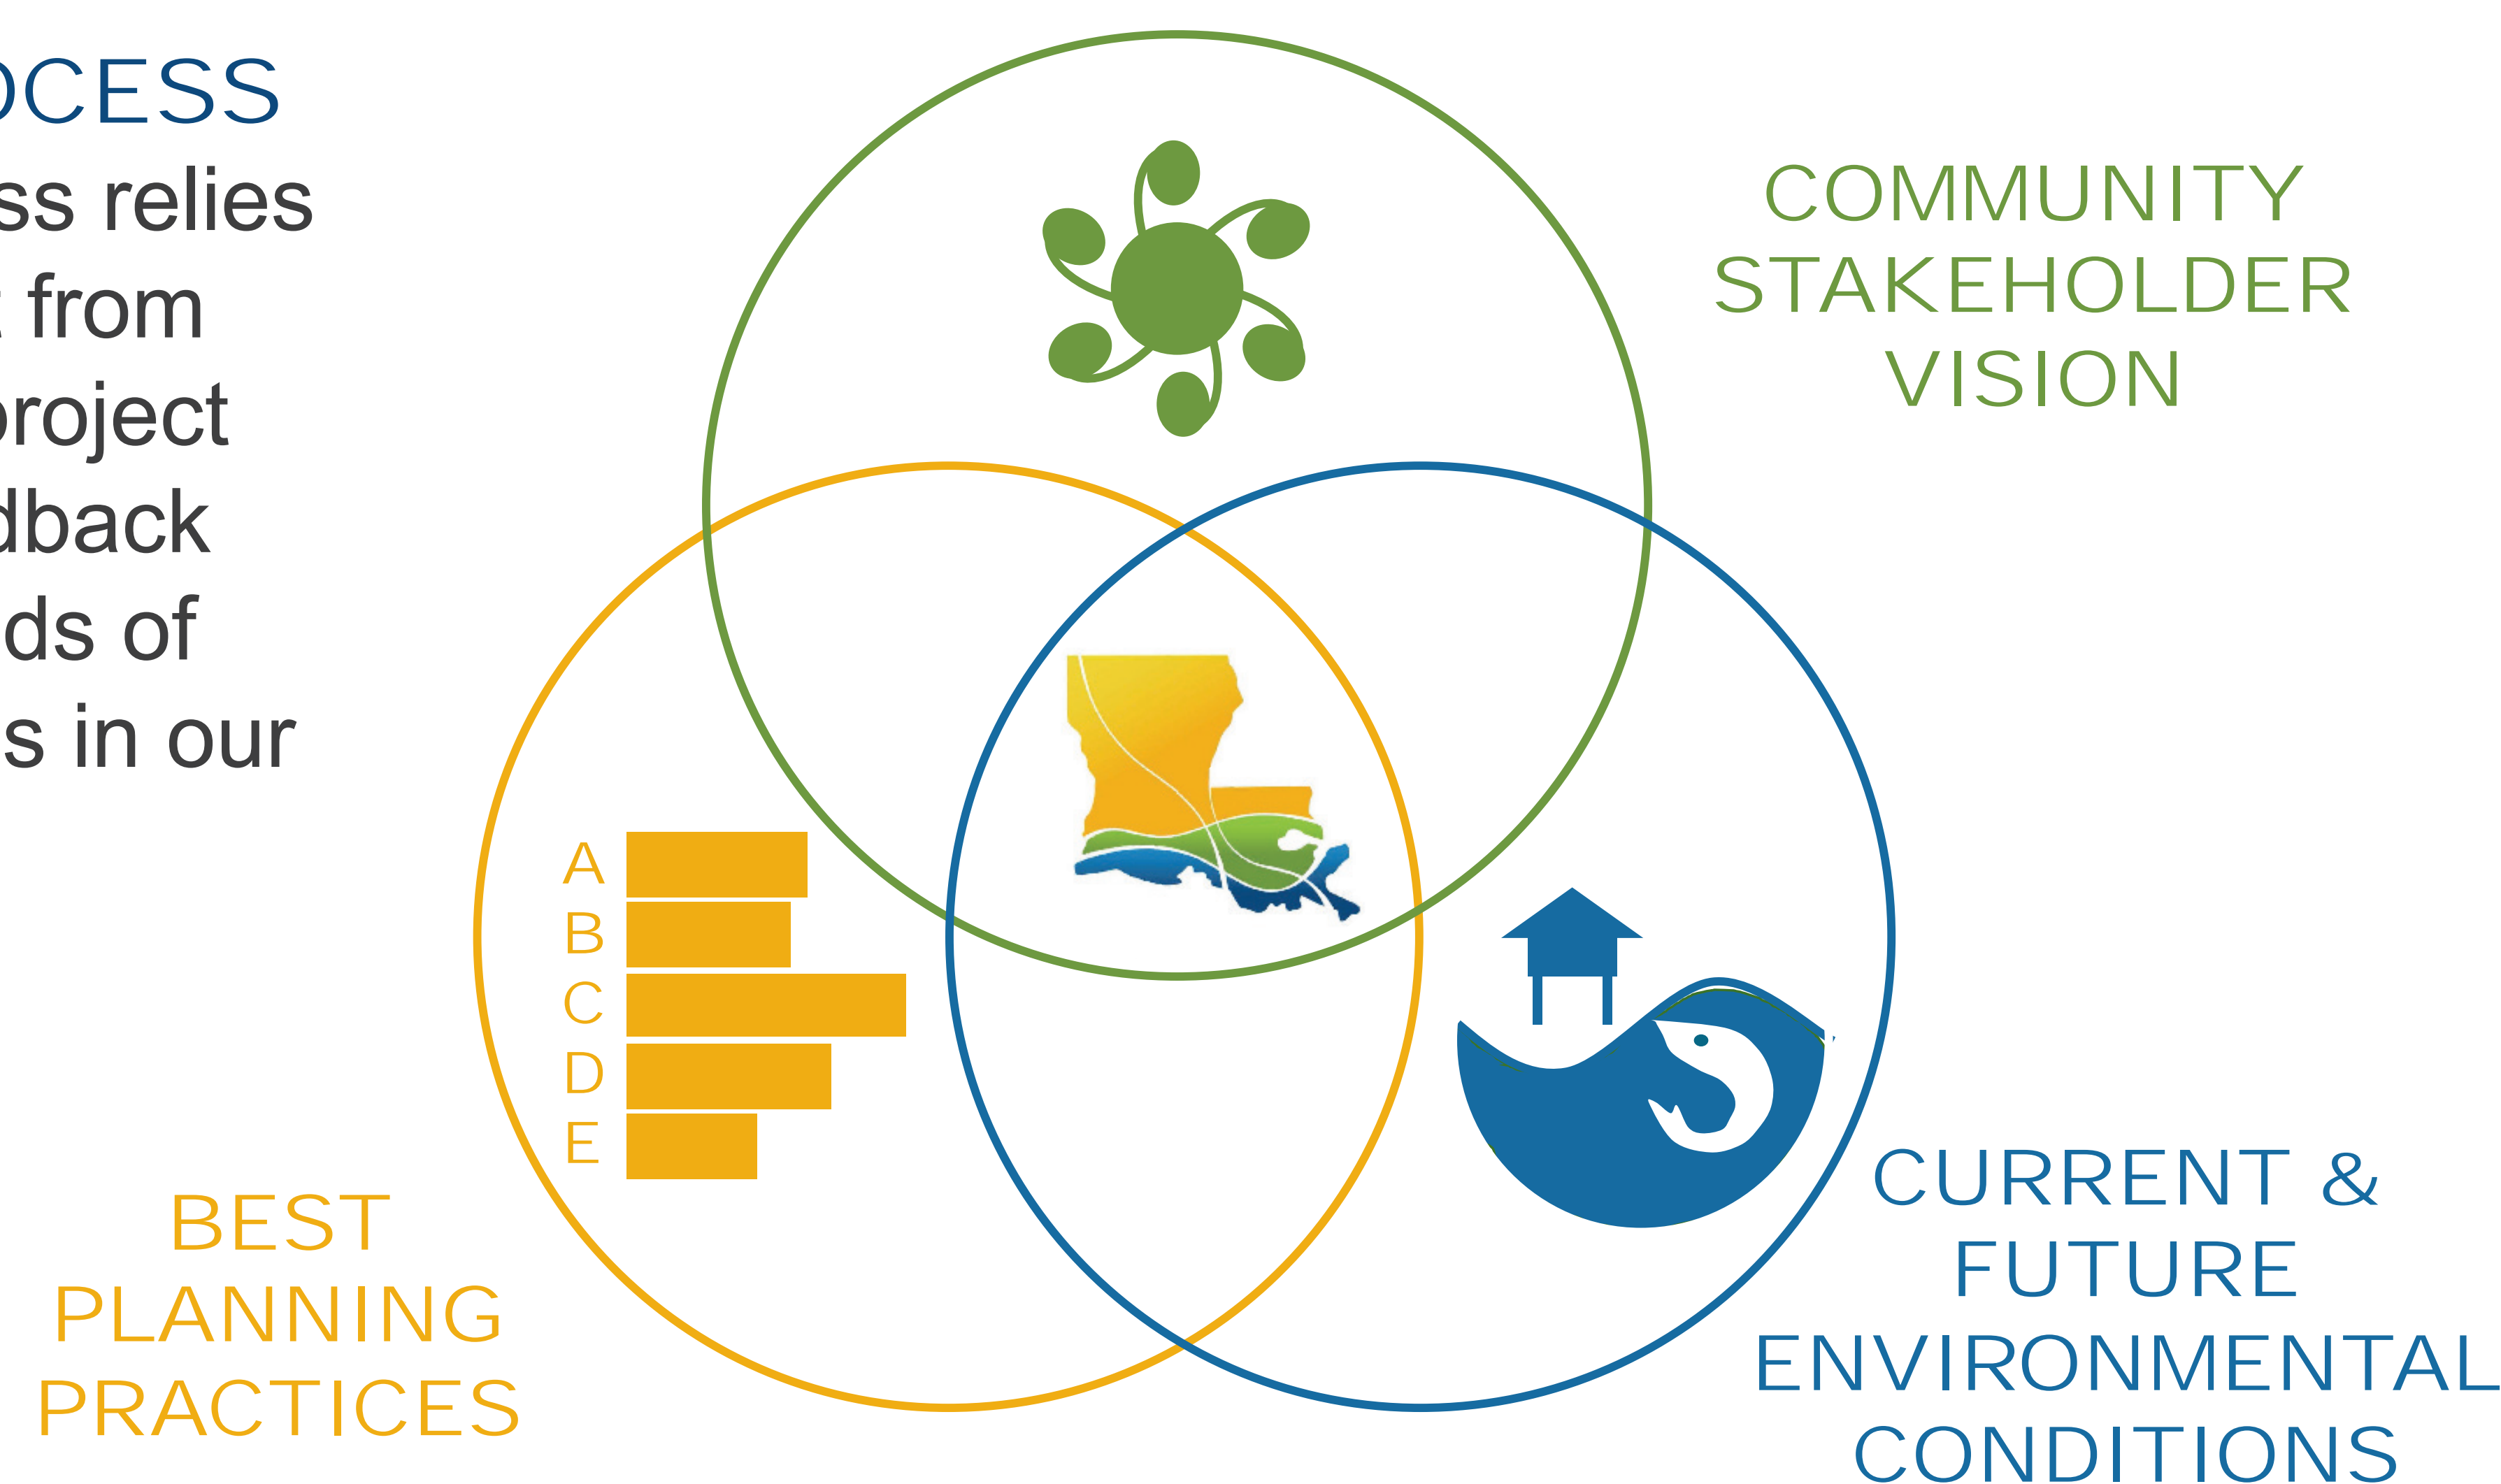 OCESS
ss relies
from
project
dback
ds of
s in our
COMMUNITY
STAKEHOLDER
VISION
A
B
C
D
E
BEST
PLANNING
PRACTICES
CURRENT &
FUTURE
ENVIRONMENTAL
CONDITIONS